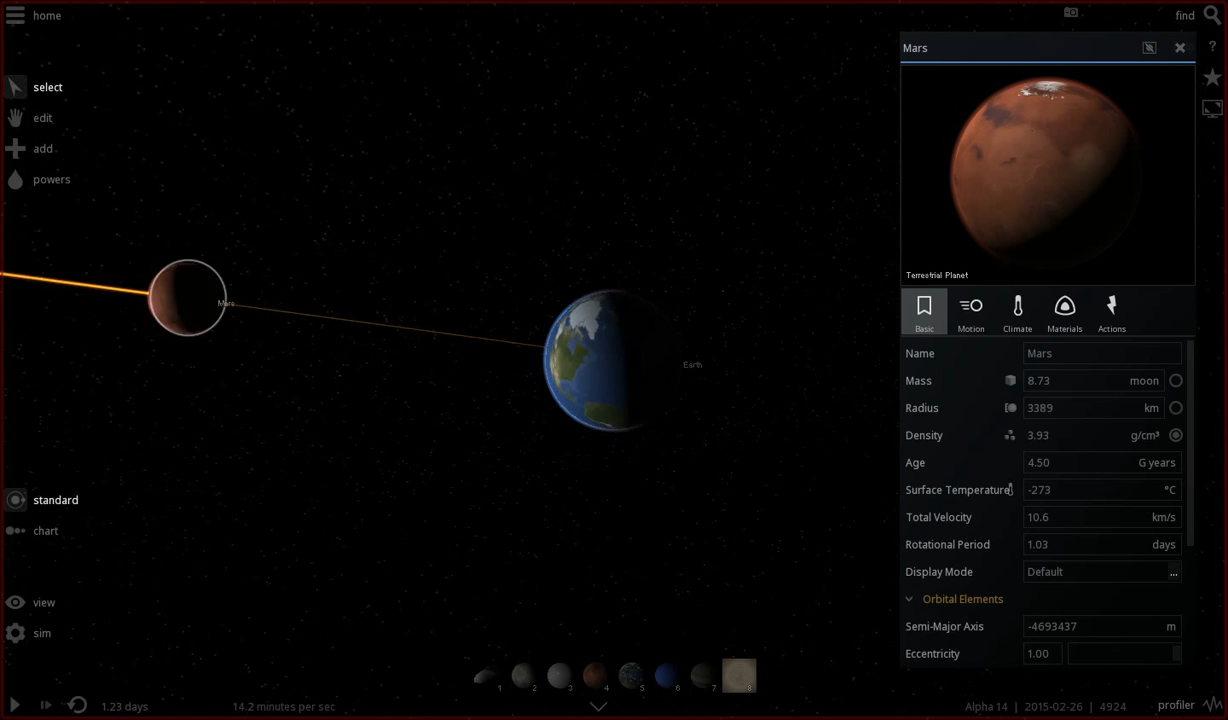 home
find
Mars
?
select
edit
add
powers
Terrestrial Planet
Mars
Earth
Basic
Motion
Climate
Materials
Actions
Name Mars
Mass 8.73 moon
Radius 3389 km
Density 3.93 g/cm³
Age 4.50 G years
Surface Temperature -273 °C
Total Velocity 10.6 km/s
Rotational Period 1.03 days
Display Mode Default ...
Orbital Elements
Semi-Major Axis -4693437 m
Eccentricity 1.00
standard
chart
view
sim
1 2 3 4 5 6 7 8
1.23 days
14.2 minutes per sec
Alpha 14 | 2015-02-26 | 4924
profiler